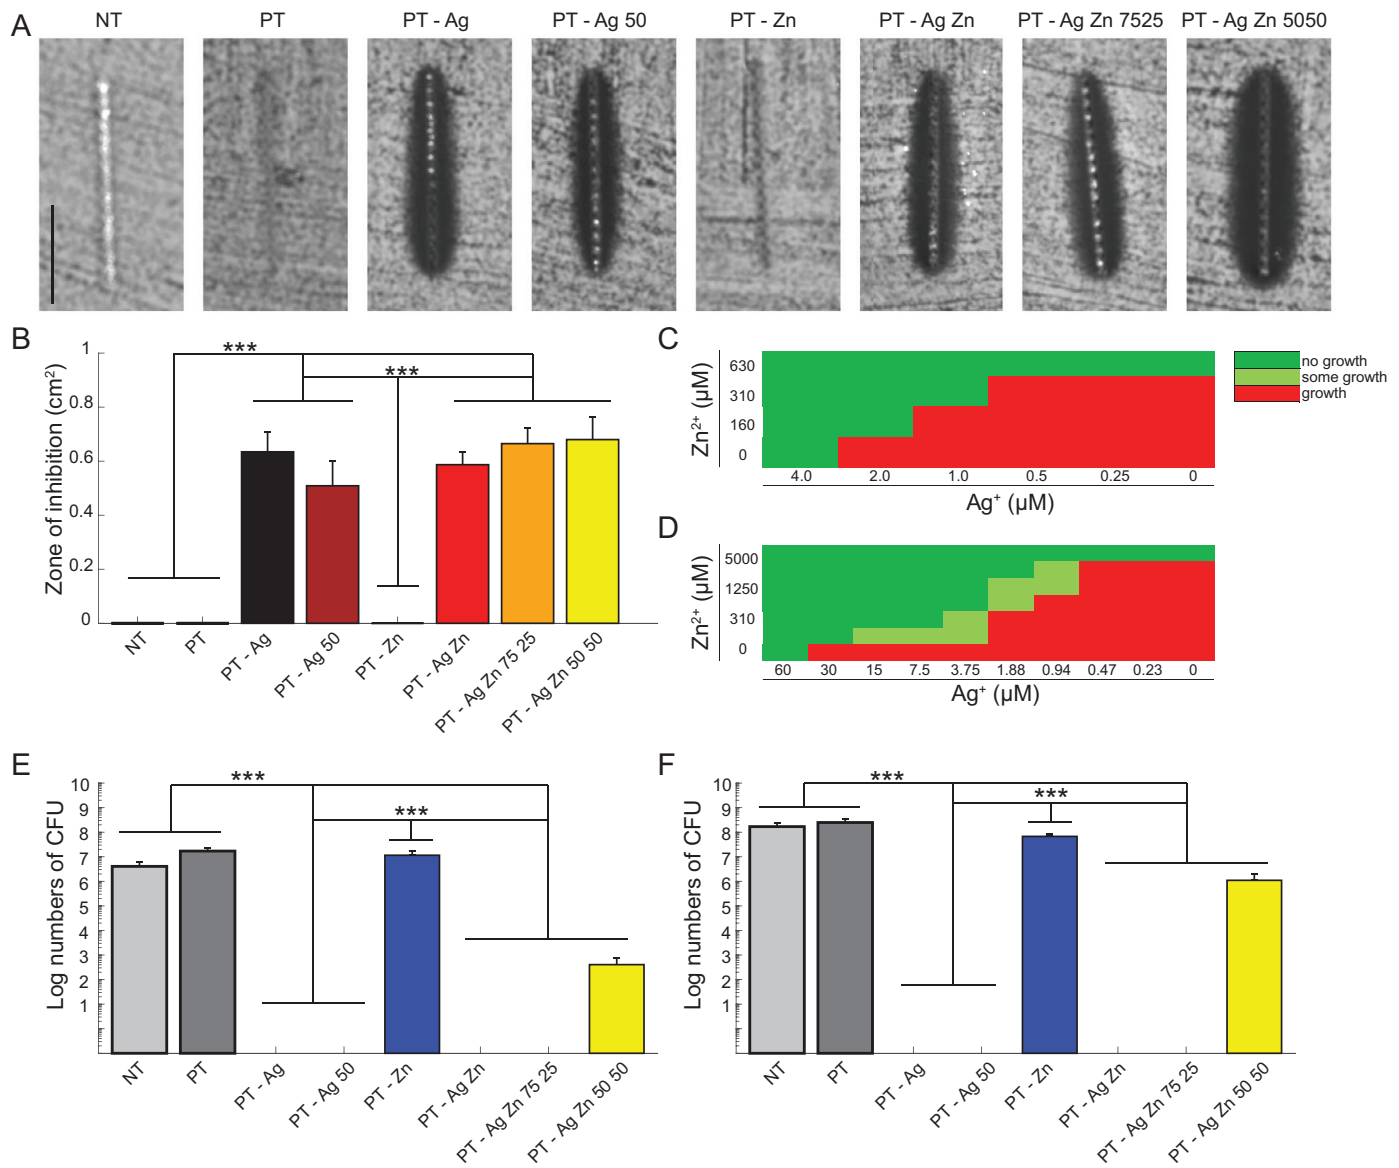 A
NT
PT
PT - Ag
PT - Ag 50
PT - Zn
PT - Ag Zn
PT - Ag Zn 7525
PT - Ag Zn 5050
B
Zone of inhibition (cm²)
1
0.8
0.6
0.4
0.2
0
***
***
NT
PT
PT - Ag
PT - Ag 50
PT - Zn
PT - Ag Zn
PT - Ag Zn 75 25
PT - Ag Zn 50 50
C
Zn²⁺ (µM)
630
310
160
0
4.0
2.0
1.0
0.5
0.25
0
Ag⁺ (µM)
no growth
some growth
growth
D
Zn²⁺ (µM)
5000
1250
310
0
60
30
15
7.5
3.75
1.88
0.94
0.47
0.23
0
Ag⁺ (µM)
E
Log numbers of CFU
10
9
8
7
6
5
4
3
2
1
***
***
NT
PT
PT - Ag
PT - Ag 50
PT - Zn
PT - Ag Zn
PT - Ag Zn 75 25
PT - Ag Zn 50 50
F
Log numbers of CFU
10
9
8
7
6
5
4
3
2
1
***
***
NT
PT
PT - Ag
PT - Ag 50
PT - Zn
PT - Ag Zn
PT - Ag Zn 75 25
PT - Ag Zn 50 50